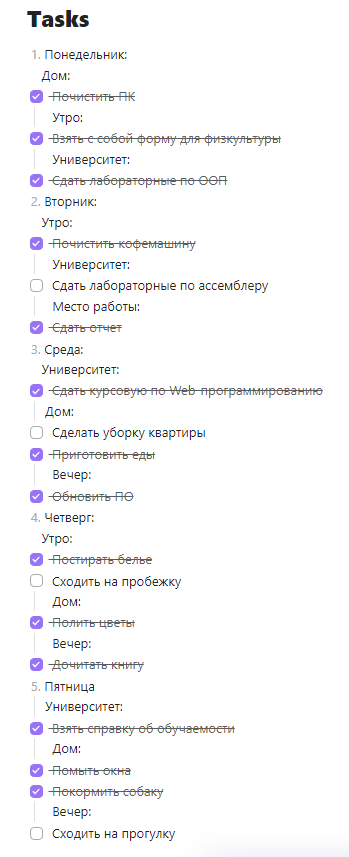 Tasks
1. Понедельник:
Дом:
Почистить ПК
Утро:
Взять с собой форму для физкультуры
Университет:
Сдать лабораторные по ООП
2. Вторник:
Утро:
Почистить кофемашину
Университет:
Сдать лабораторные по ассемблеру
Место работы:
Сдать отчет
3. Среда:
Университет:
Сдать курсовую по Web-программированию
Дом:
Сделать уборку квартиры
Приготовить еды
Вечер:
Обновить ПО
4. Четверг:
Утро:
Постирать белье
Сходить на пробежку
Дом:
Полить цветы
Вечер:
Дочитать книгу
5. Пятница
Университет:
Взять справку об обучаемости
Дом:
Помыть окна
Покормить собаку
Вечер:
Сходить на прогулку